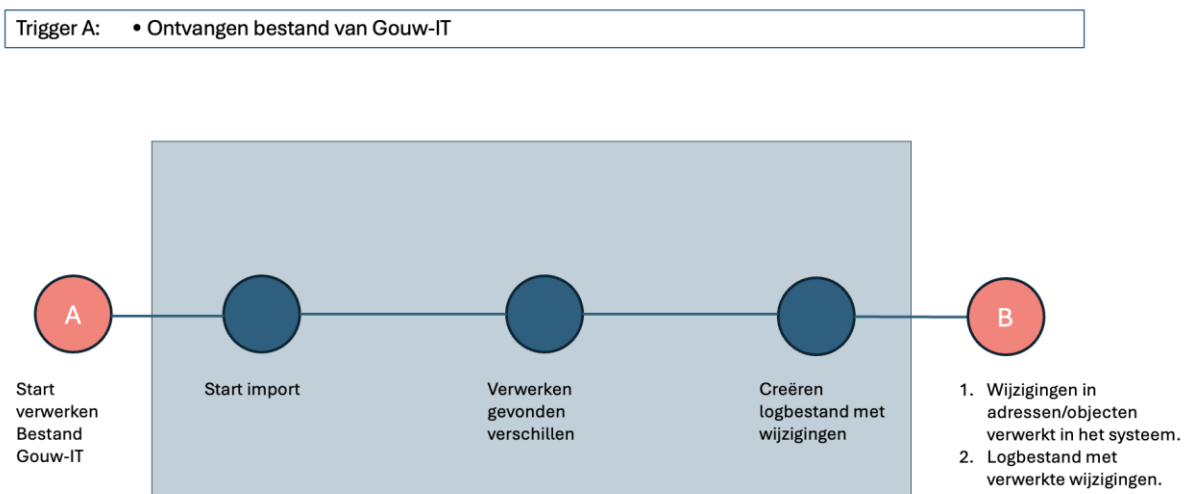 Trigger A: • Ontvangen bestand van Gouw-IT
A
B
Start
verwerken
Bestand
Gouw-IT
Start import
Verwerken
gevonden
verschillen
Creëren
logbestand met
wijzigingen
1. Wijzigingen in
adressen/objecten
verwerkt in het systeem.
2. Logbestand met
verwerkte wijzigingen.